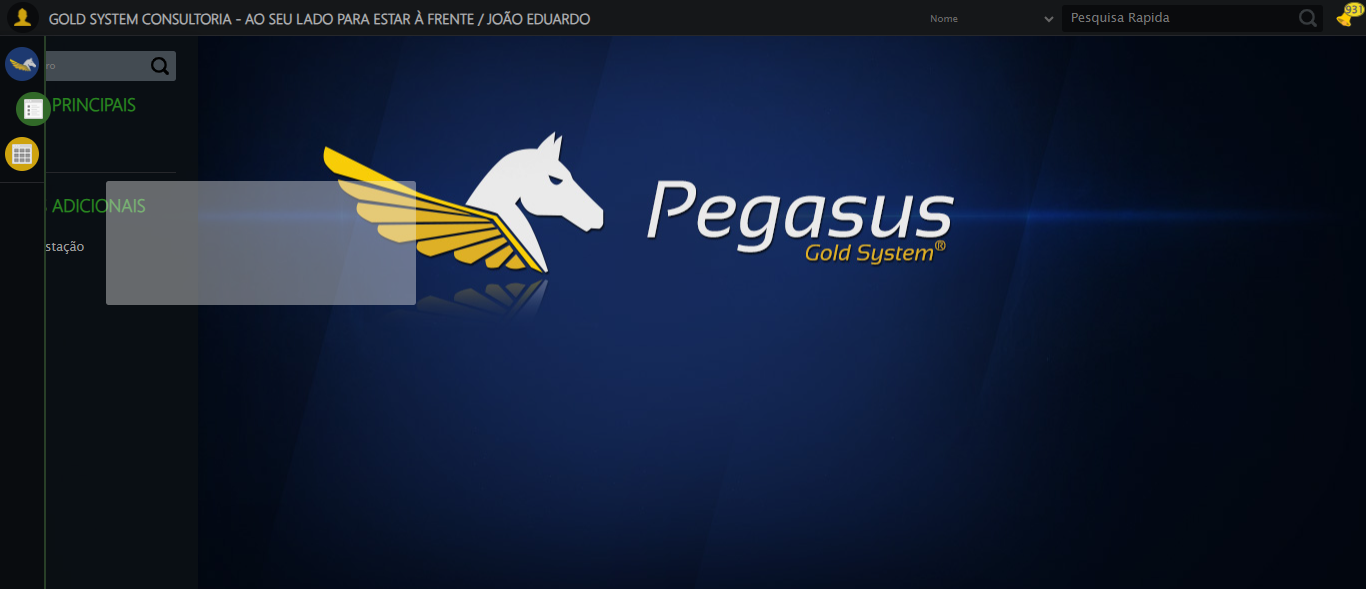 GOLD SYSTEM CONSULTORIA - AO SEU LADO PARA ESTAR À FRENTE / JOÃO EDUARDO
Nome
Pesquisa Rapida
931
ro
PRINCIPAIS
ADICIONAIS
stação
Pegasus
Gold System®